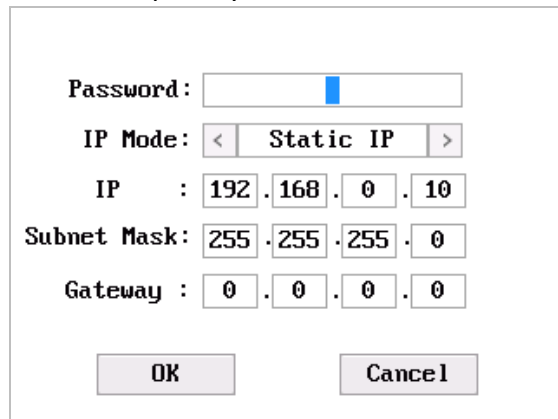 Password:
IP Mode: < Static IP >
IP : 192 . 168 . 0 . 10
Subnet Mask: 255 . 255 . 255 . 0
Gateway : 0 . 0 . 0 . 0
OK Cancel